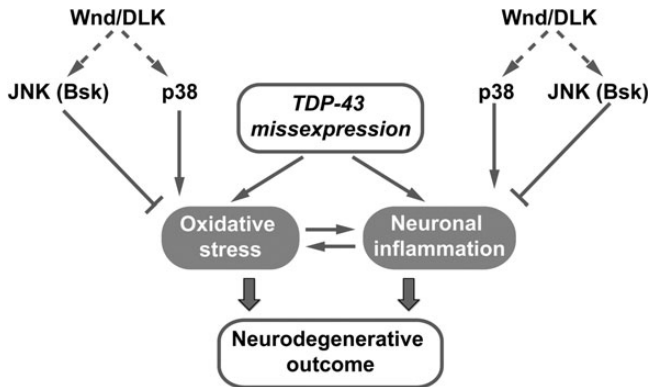 Wnd/DLK
Wnd/DLK
JNK (Bsk)
p38
p38
JNK (Bsk)
TDP-43
missexpression
Oxidative
stress
Neuronal
inflammation
Neurodegenerative
outcome